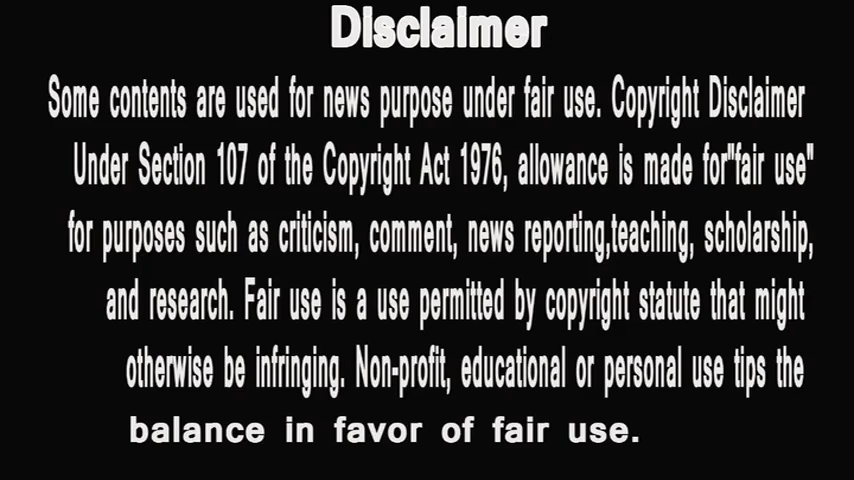 Disclaimer
Some contents are used for news purpose under fair use. Copyright Disclaimer
Under Section 107 of the Copyright Act 1976, allowance is made for"fair use"
for purposes such as criticism, comment, news reporting,teaching, scholarship,
and research. Fair use is a use permitted by copyright statute that might
otherwise be infringing. Non-profit, educational or personal use tips the
balance in favor of fair use.